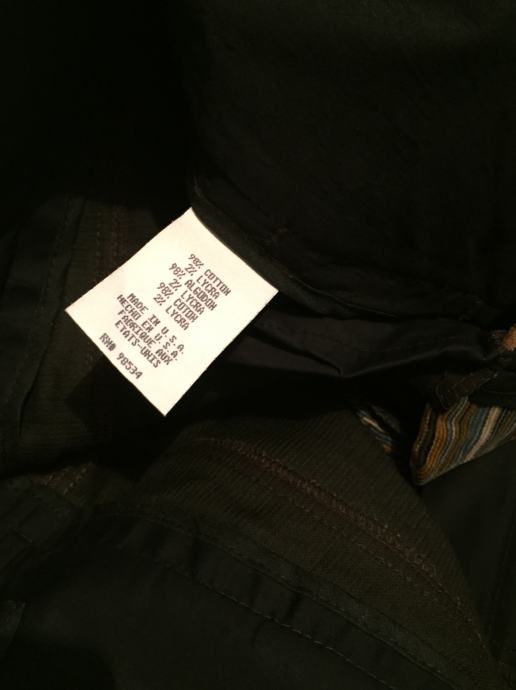 98% COTTON
2% LYCRA
98% ALGODON
2% LYCRA
98% COTON
2% LYCRA
MADE IN U.S.A.
HECHO EN U.S.A.
FABRIQUE AUX
ETATS-UNIS
RN# 98534